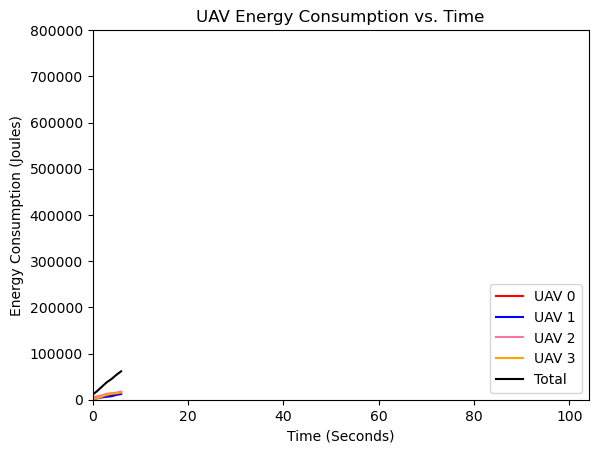 UAV Energy Consumption vs. Time
800000
700000
600000
500000
400000
300000
200000
100000
0
Energy Consumption (Joules)
UAV 0
UAV 1
UAV 2
UAV 3
Total
0 20 40 60 80 100
Time (Seconds)